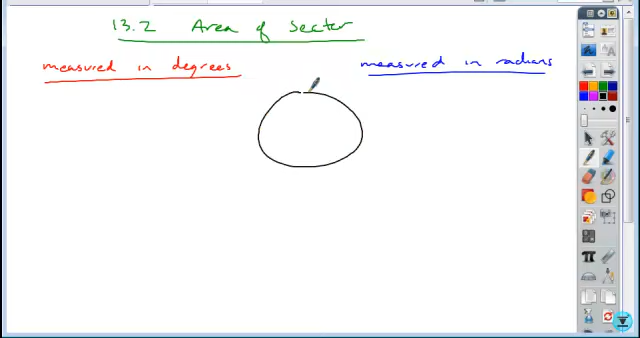 13.2 Area of Sector
measured in degrees
measured in radians